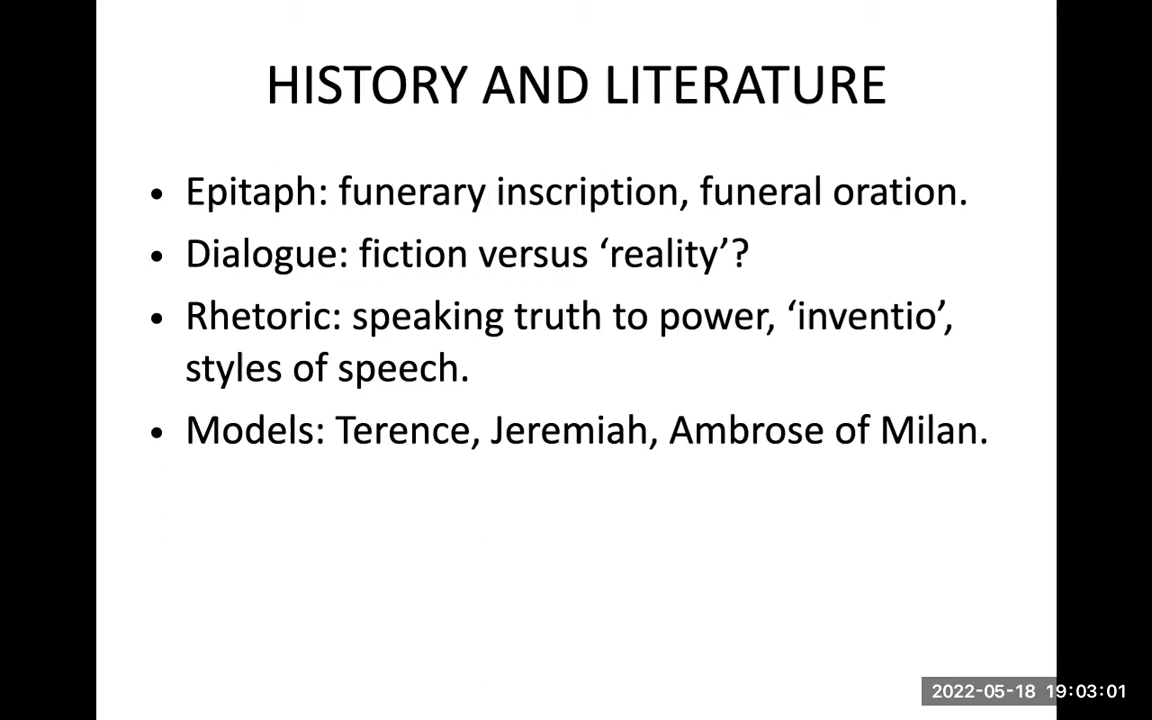 HISTORY AND LITERATURE
• Epitaph: funerary inscription, funeral oration.
• Dialogue: fiction versus ‘reality’?
• Rhetoric: speaking truth to power, ‘inventio’,
styles of speech.
• Models: Terence, Jeremiah, Ambrose of Milan.
2022-05-18 19:03:01